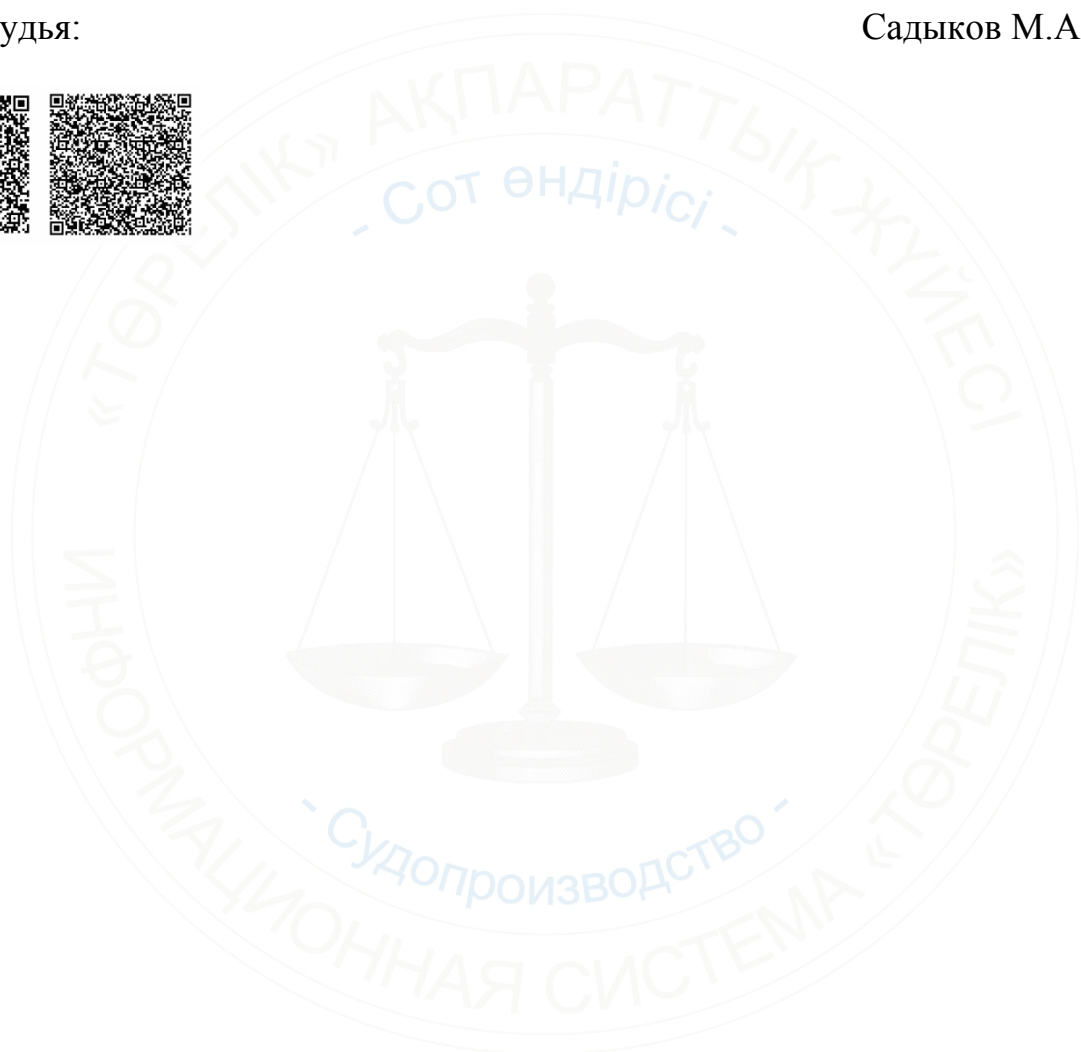 удья: Садыков М.А
«ТӨРЕЛІК» АҚПАРАТТЫҚ ЖҮЙЕСІ
- Сот өндірісі -
- Судопроизводство -
ИНФОРМАЦИОННАЯ СИСТЕМА «ТӨРЕЛІК»